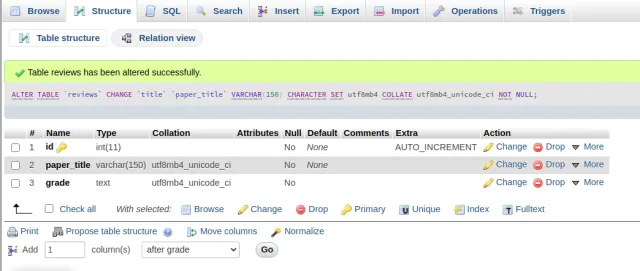 Browse Structure SQL Search Insert Export Import Operations Triggers
Table structure Relation view
Table reviews has been altered successfully.
ALTER TABLE `reviews` CHANGE `title` `paper_title` VARCHAR(150) CHARACTER SET utf8mb4 COLLATE utf8mb4_unicode_ci NOT NULL;
# Name Type Collation Attributes Null Default Comments Extra Action
1 id int(11) No None AUTO_INCREMENT Change Drop More
2 paper_title varchar(150) utf8mb4_unicode_ci No None Change Drop More
3 grade text utf8mb4_unicode_ci No Change Drop More
Check all With selected: Browse Change Drop Primary Unique Index Fulltext
Print Propose table structure Move columns Normalize
Add 1 column(s) after grade Go